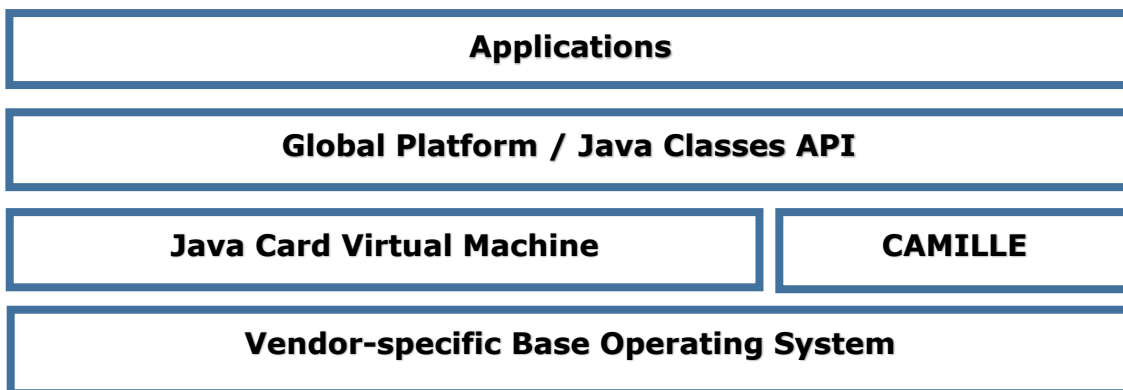 Applications
Global Platform / Java Classes API
Java Card Virtual Machine
CAMILLE
Vendor-specific Base Operating System